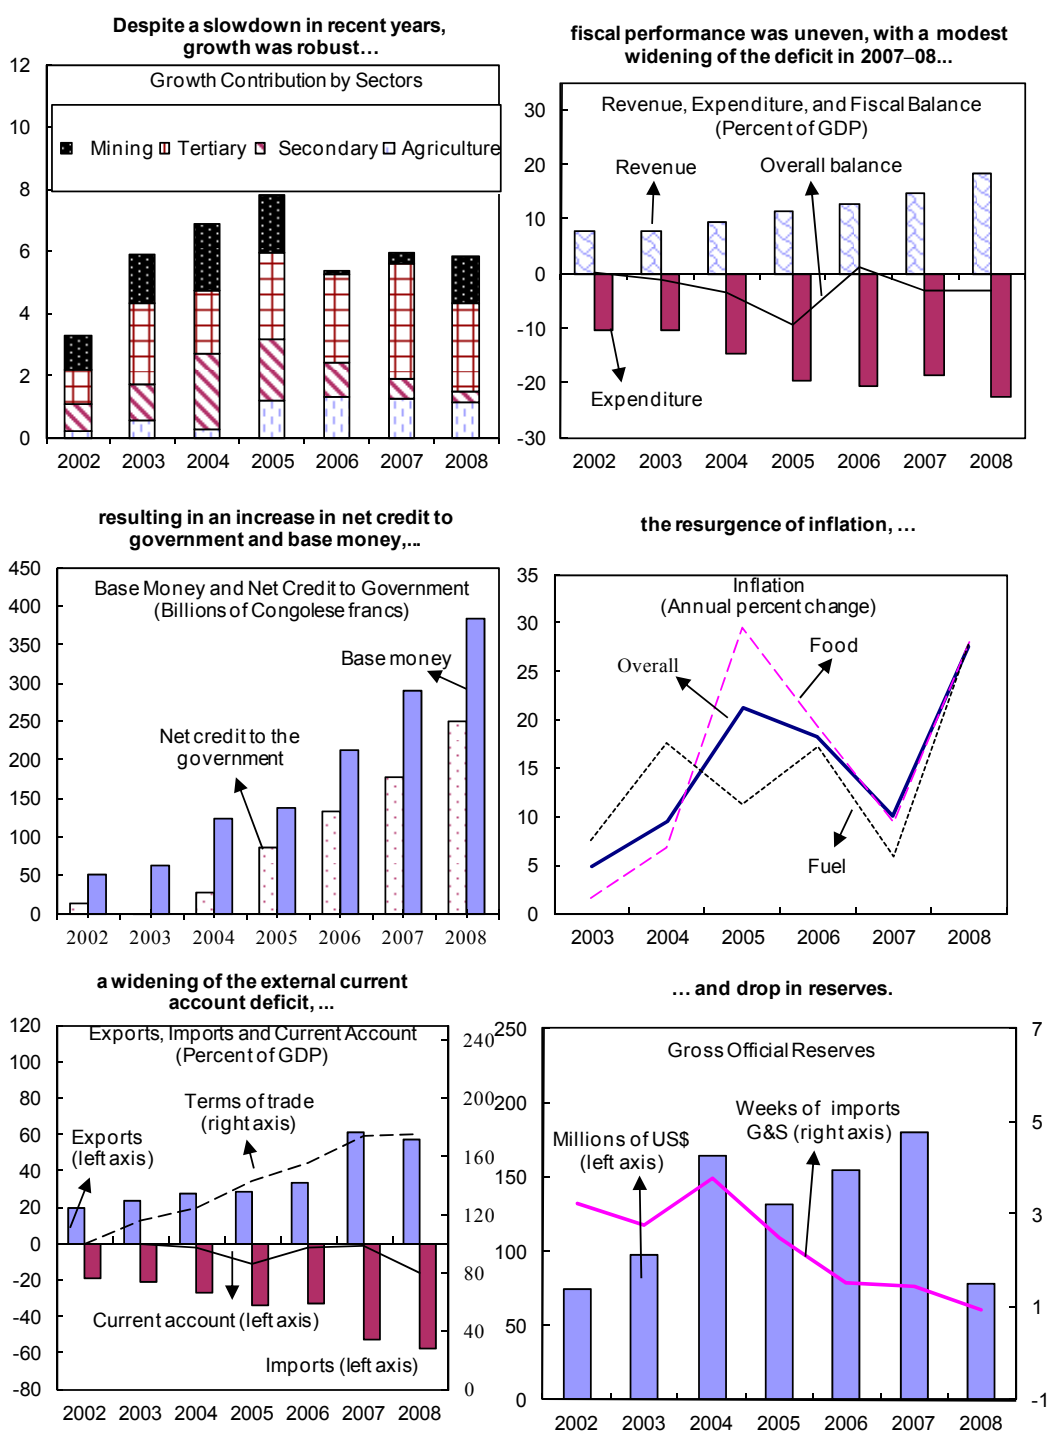 Despite a slowdown in recent years,
growth was robust…
12
10
8
6
4
2
0
Growth Contribution by Sectors
Mining Tertiary Secondary Agriculture
2002 2003 2004 2005 2006 2007 2008
fiscal performance was uneven, with a modest
widening of the deficit in 2007–08...
30
20
10
0
-10
-20
-30
Revenue, Expenditure, and Fiscal Balance
(Percent of GDP)
Revenue
Overall balance
Expenditure
2002 2003 2004 2005 2006 2007 2008
resulting in an increase in net credit to
government and base money,...
450
400
350
300
250
200
150
100
50
0
Base Money and Net Credit to Government
(Billions of Congolese francs)
Base money
Net credit to the
government
2002 2003 2004 2005 2006 2007 2008
the resurgence of inflation, …
35
30
25
20
15
10
5
0
Inflation
(Annual percent change)
Overall
Food
Fuel
2003 2004 2005 2006 2007 2008
a widening of the external current
account deficit, ...
120
100
80
60
40
20
0
-20
-40
-60
-80
Exports, Imports and Current Account
(Percent of GDP)
Terms of trade
(right axis)
Exports
(left axis)
Current account (left axis)
Imports (left axis)
240
200
160
120
80
40
0
2002 2003 2004 2005 2006 2007 2008
… and drop in reserves.
250
200
150
100
50
0
Gross Official Reserves
Weeks of imports
G&S (right axis)
Millions of US$
(left axis)
7
5
3
1
-1
2002 2003 2004 2005 2006 2007 2008